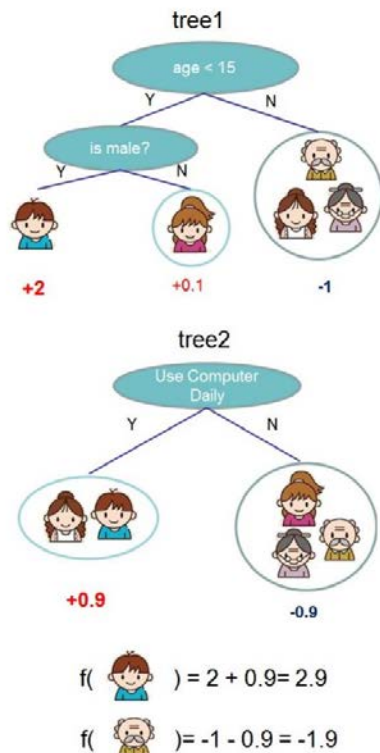 tree1
age < 15
Y N
is male?
Y N
+2 +0.1 -1
tree2
Use Computer
Daily
Y N
+0.9 -0.9
f( ) = 2 + 0.9= 2.9
f( )= -1 - 0.9 = -1.9